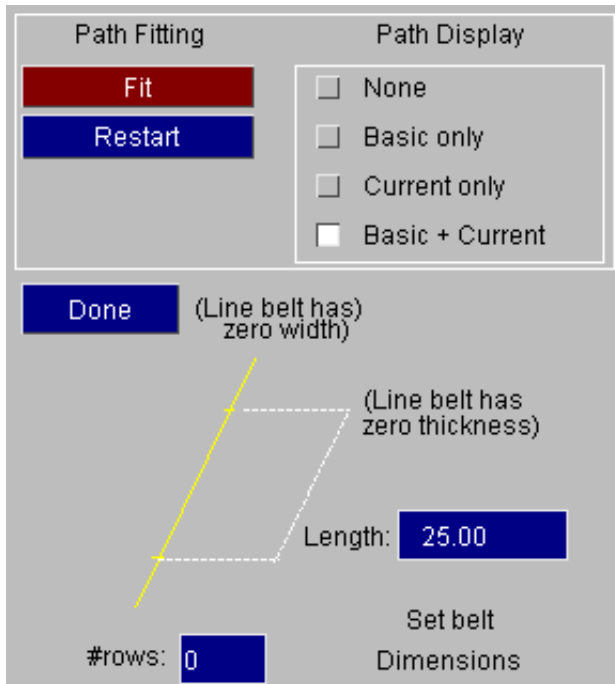 Path Fitting
Path Display
Fit
Restart
None
Basic only
Current only
Basic + Current
Done
(Line belt has)
zero width)
(Line belt has
zero thickness)
Length: 25.00
#rows: 0
Set belt
Dimensions